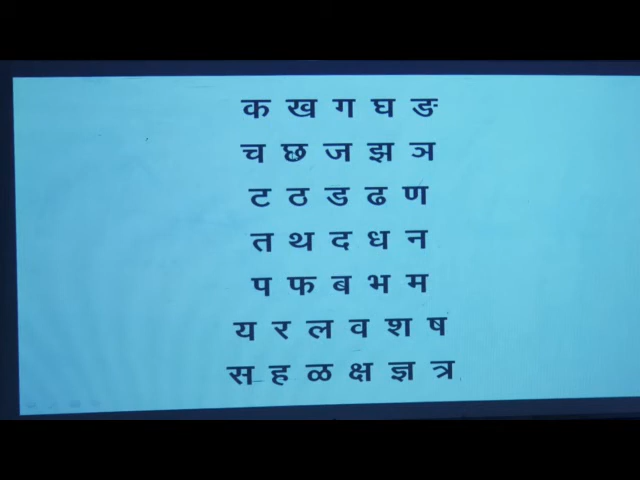 क ख ग घ ङ
च छ ज झ ञ
ट ठ ड ढ ण
त थ द ध न
प फ ब भ म
य र ल व श ष
स ह ळ क्ष ज्ञ त्र